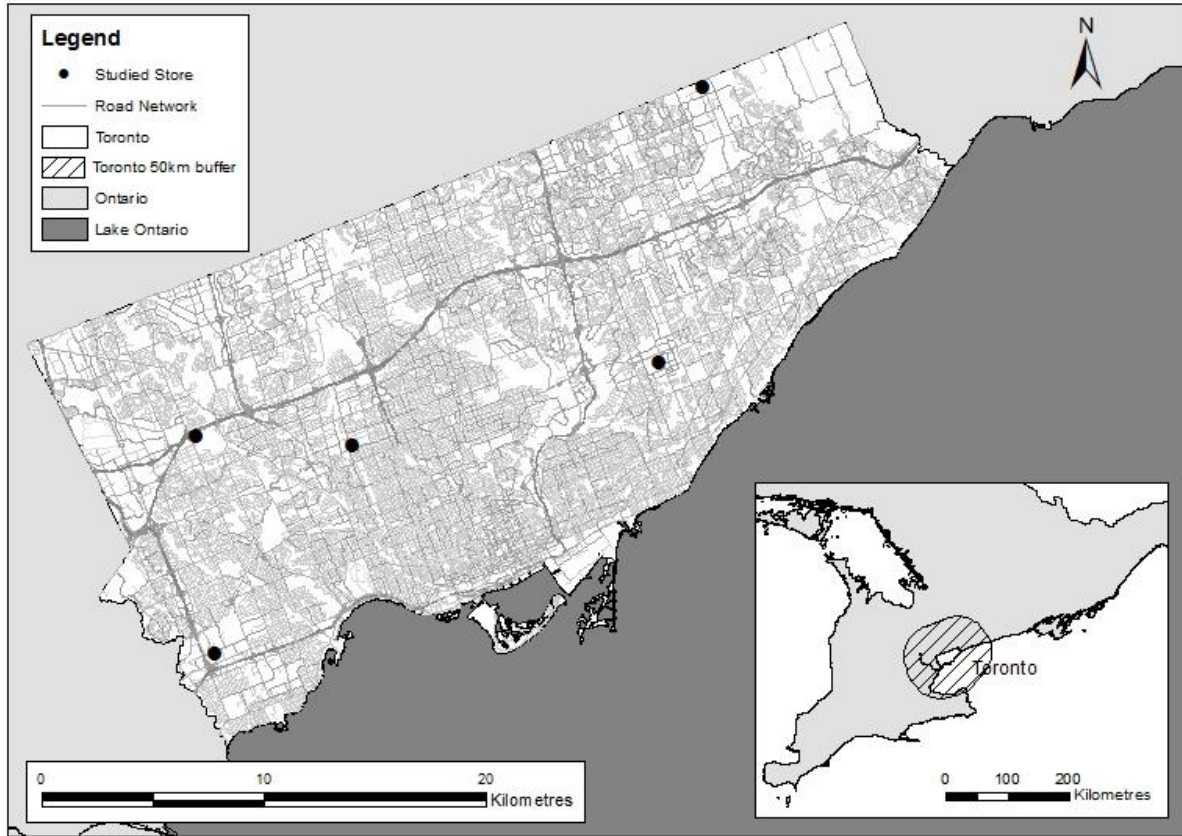 Legend
Studied Store
Road Network
Toronto
Toronto 50km buffer
Ontario
Lake Ontario
N
Toronto
0 10 20
Kilometres
0 100 200
Kilometres